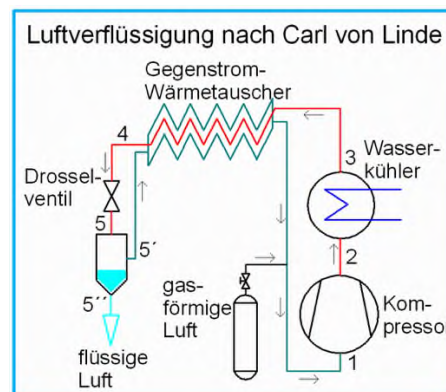 Luftverflüssigung nach Carl von Linde
Gegenstrom-
Wärmetauscher
4
3
Wasser-
kühler
Drossel-
ventil
5
5´
2
gas-
förmige
Luft
Kom-
pressor
5´´
1
flüssige
Luft